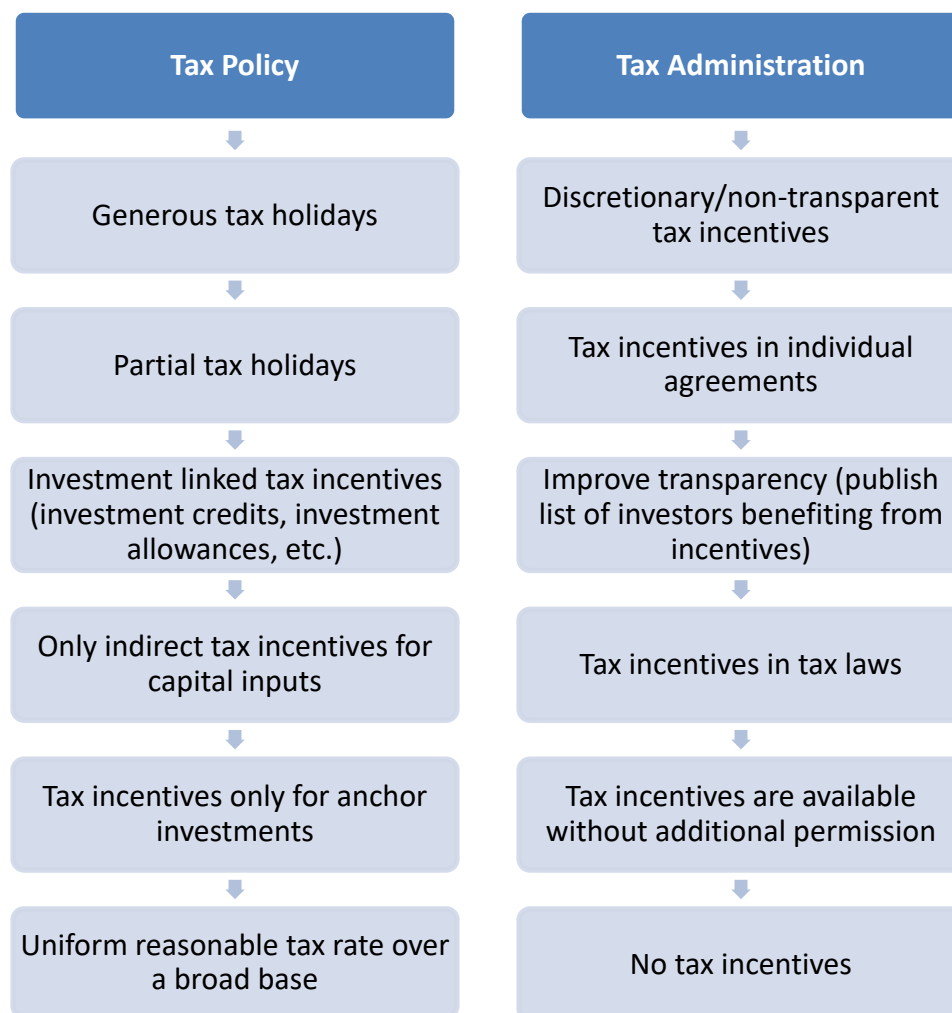 Tax Policy
Generous tax holidays
Partial tax holidays
Investment linked tax incentives
(investment credits, investment
allowances, etc.)
Only indirect tax incentives for
capital inputs
Tax incentives only for anchor
investments
Uniform reasonable tax rate over
a broad base
Tax Administration
Discretionary/non-transparent
tax incentives
Tax incentives in individual
agreements
Improve transparency (publish
list of investors benefiting from
incentives)
Tax incentives in tax laws
Tax incentives are available
without additional permission
No tax incentives